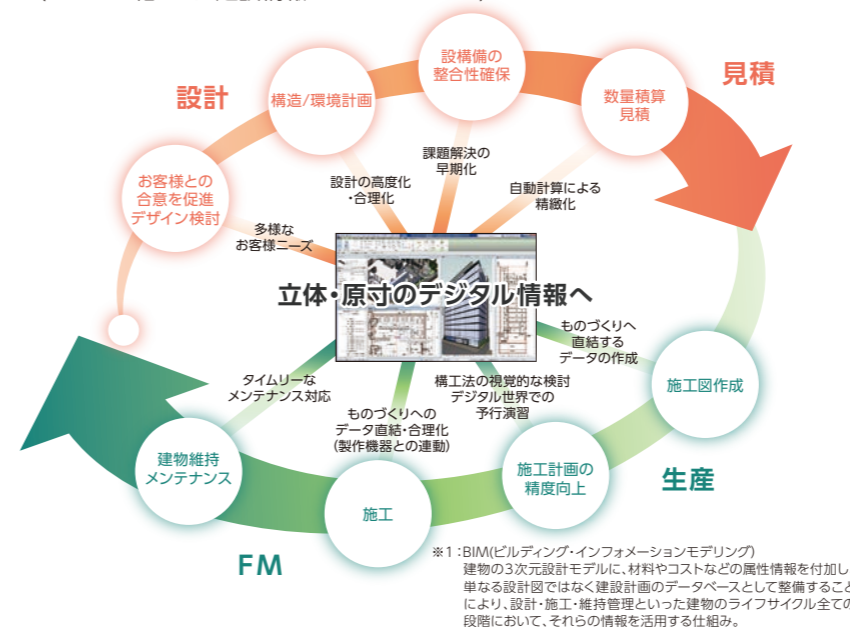 設構備の
整合性確保
見積
設計
構造/環境計画
数量積算
見積
課題解決の
早期化
お客様との
合意を促進
デザイン検討
設計の高度化
・合理化
自動計算による
精緻化
多様な
お客様ニーズ
立体・原寸のデジタル情報へ
ものづくりへ
直結する
データの作成
タイムリーな
メンテナンス対応
構工法の視覚的な検討
デジタル世界での
予行演習
施工図作成
ものづくりへの
データ直結・合理化
(製作機器との連動)
建物維持
メンテナンス
施工計画の
精度向上
生産
施工
FM
※1：BIM(ビルディング・インフォメーションモデリング)
建物の3次元設計モデルに、材料やコストなどの属性情報を付加し
単なる設計図ではなく建設計画のデータベースとして整備すること
により、設計・施工・維持管理といった建物のライフサイクル全ての
段階において、それらの情報を活用する仕組み。